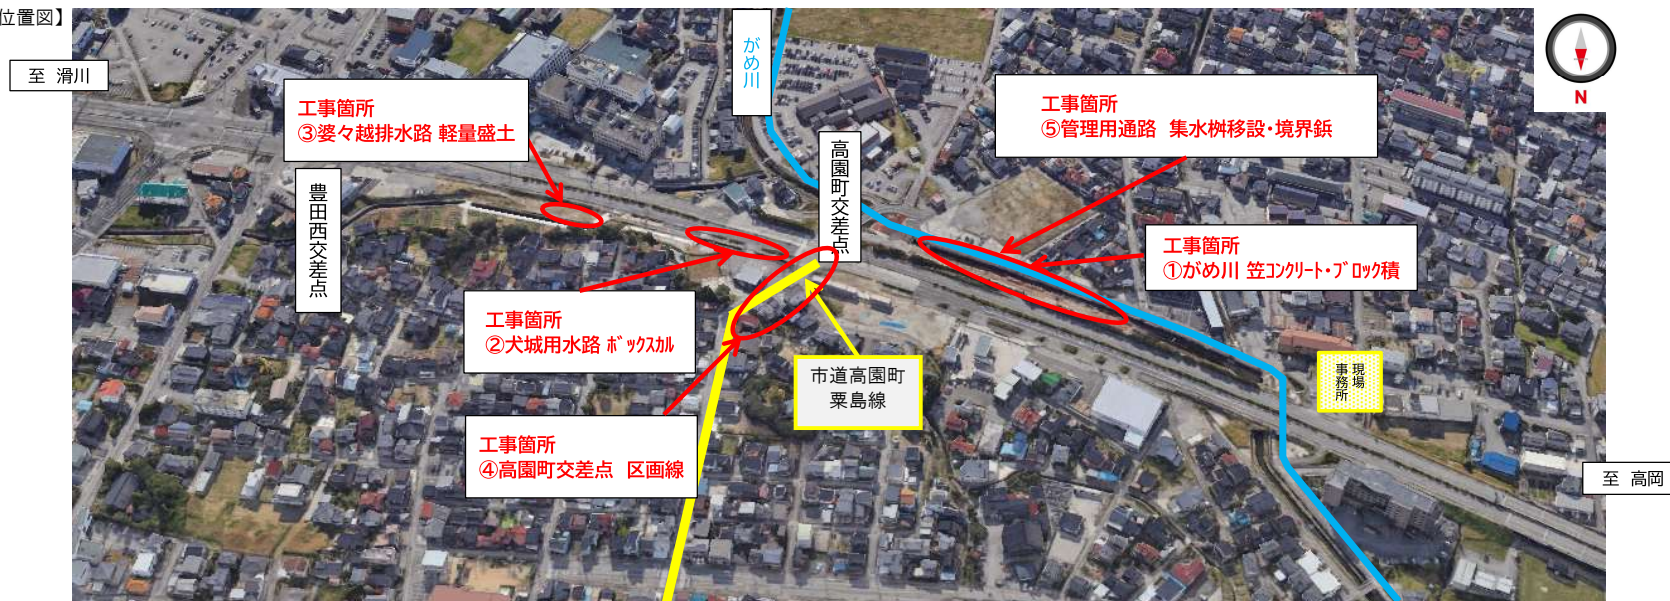 位置図】
至 滑川
工事箇所
③婆々越排水路 軽量盛土
豊田西交差点
がめ川
高園町交差点
工事箇所
⑤管理用通路 集水桝移設・境界鋲
N
工事箇所
①がめ川 笠コンクリート・ブロック積
工事箇所
②犬城用水路 ボックスカル
市道高園町
粟島線
現場
事務所
工事箇所
④高園町交差点 区画線
至 高岡